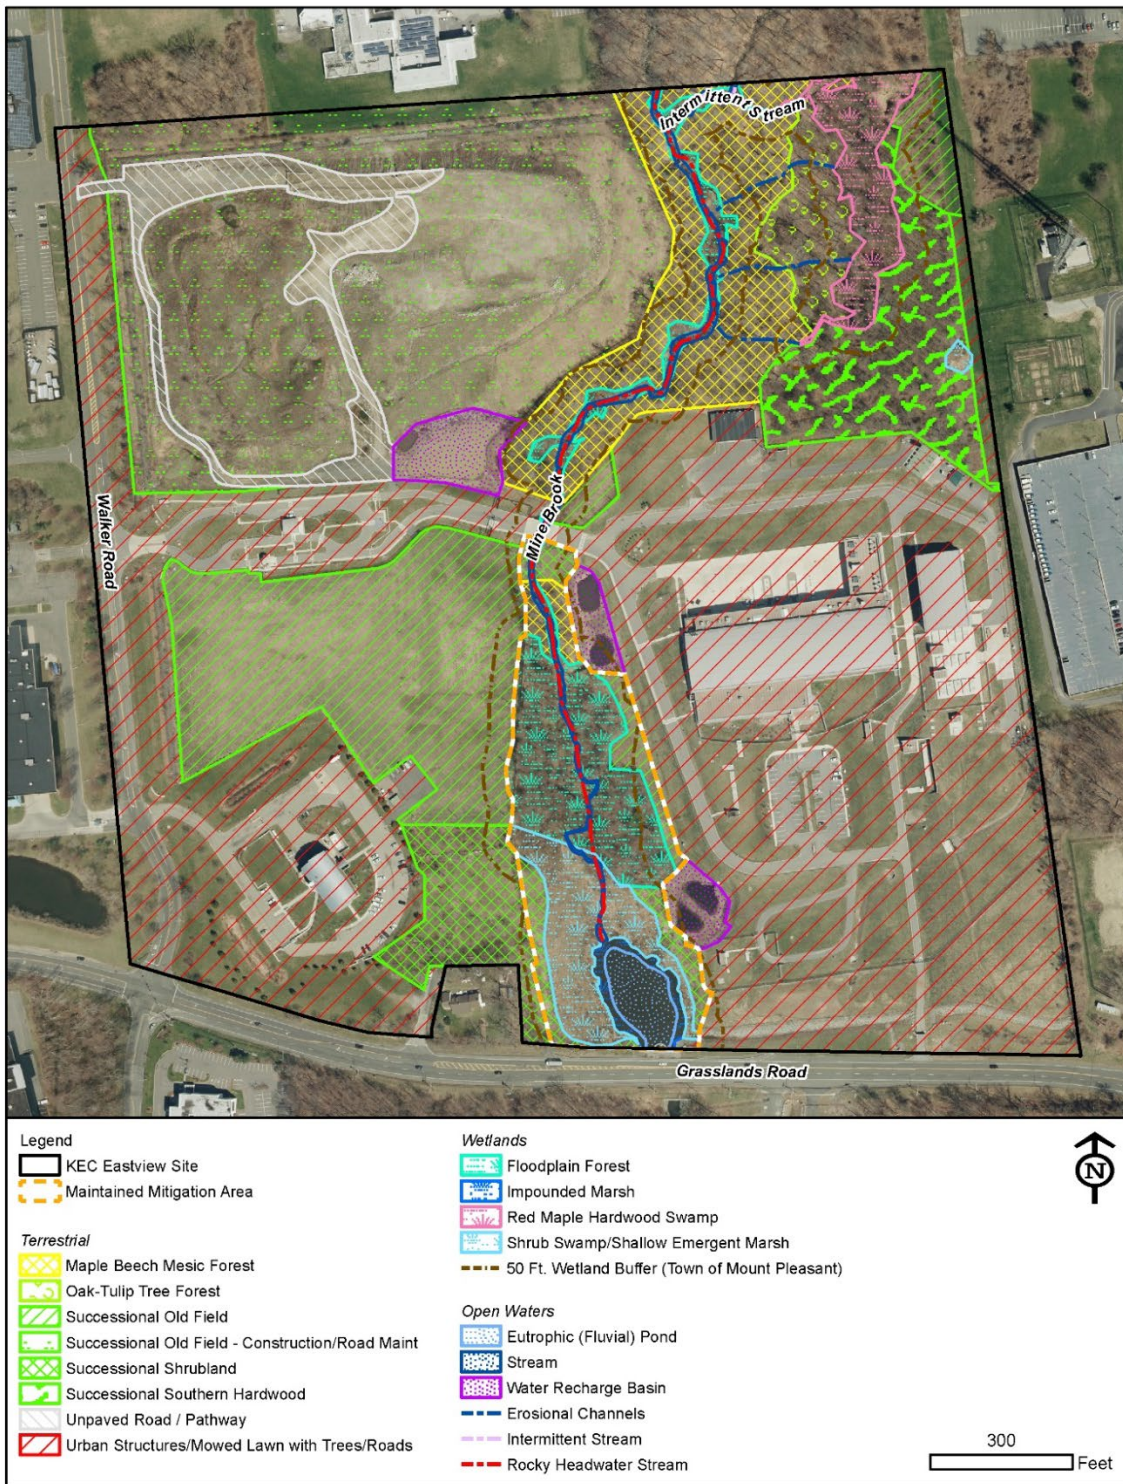 Intermittent Stream
Mine Brook
Walker Road
Grasslands Road
Legend
KEC Eastview Site
Maintained Mitigation Area
Terrestrial
Maple Beech Mesic Forest
Oak-Tulip Tree Forest
Successional Old Field
Successional Old Field - Construction/Road Maint
Successional Shrubland
Successional Southern Hardwood
Unpaved Road / Pathway
Urban Structures/Mowed Lawn with Trees/Roads
Wetlands
Floodplain Forest
Impounded Marsh
Red Maple Hardwood Swamp
Shrub Swamp/Shallow Emergent Marsh
50 Ft. Wetland Buffer (Town of Mount Pleasant)
Open Waters
Eutrophic (Fluvial) Pond
Stream
Water Recharge Basin
Erosional Channels
Intermittent Stream
Rocky Headwater Stream
N
300
Feet